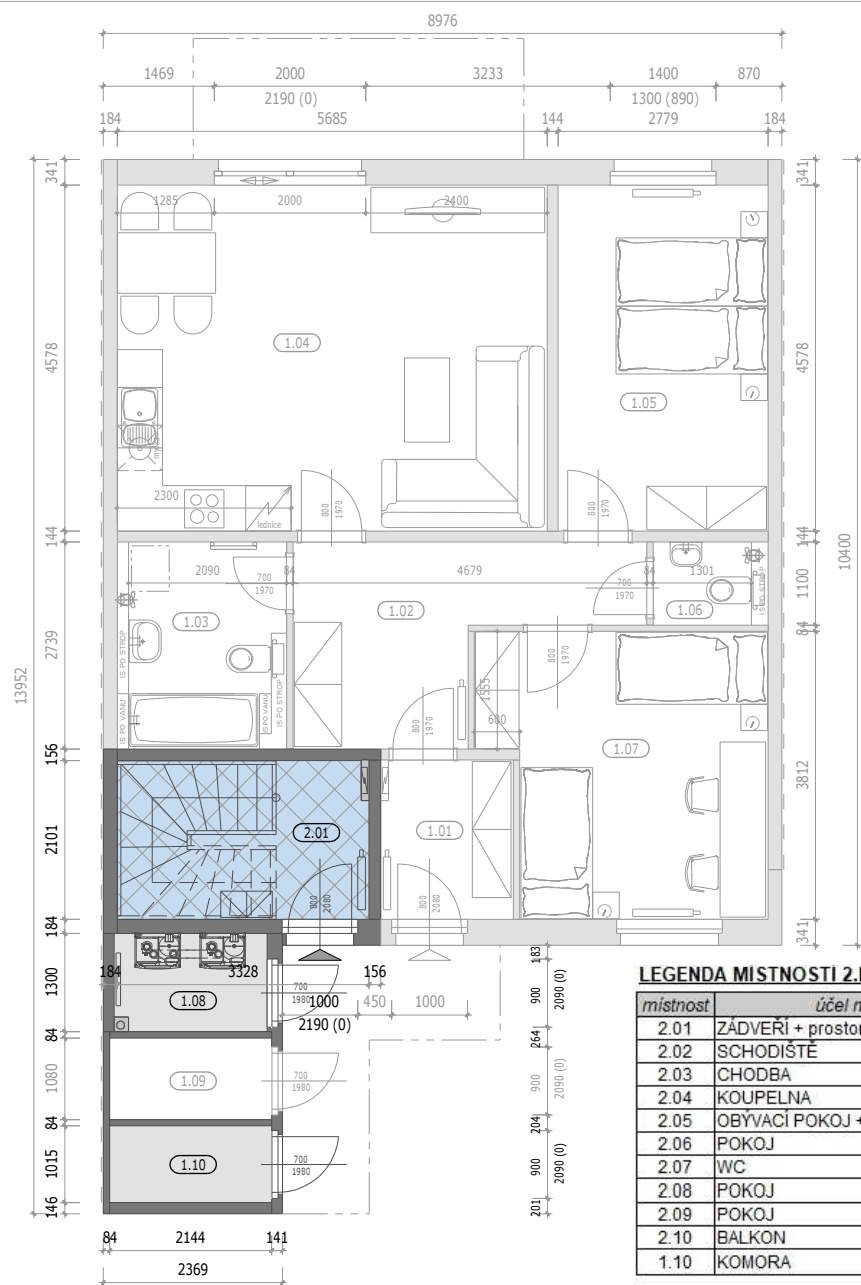 8976
1469 2000 3233 1400 870
2190 (0) 1300 (890)
184 5685 144 2779 184
341 341
1285 2000 2400
1.04
4578 4578
1.05
myčka
2300
lednice
800
1970
800
1970
144 144
10400
2090 84 4679 84 1301
700
1970
700
1970
1100
1.03 1.02 1.06
IS PO STROP
IS PO STROP
84
2739
800
1970
1555
600
13952
IS PO VANU
IS PO VANU
IS PO STROP
800
1970
1.07
156
3812
2101
2.01 1.01
800
2080
800
2080
184 341
183
184 3328 156
1300
1.08
700
1980
1000 450 1000
2190 (0)
900
2090 (0)
84 264
1080
1.09
700
1980
900
2090 (0)
84 204
1015
1.10
700
1980
900
2090 (0)
146 201
84 2144 141
2369
LEGENDA MÍSTNOSTÍ 2.
místnost účel
2.01 ZÁDVEŘÍ + prostor
2.02 SCHODIŠTĚ
2.03 CHODBA
2.04 KOUPELNA
2.05 OBÝVACÍ POKOJ +
2.06 POKOJ
2.07 WC
2.08 POKOJ
2.09 POKOJ
2.10 BALKON
1.10 KOMORA